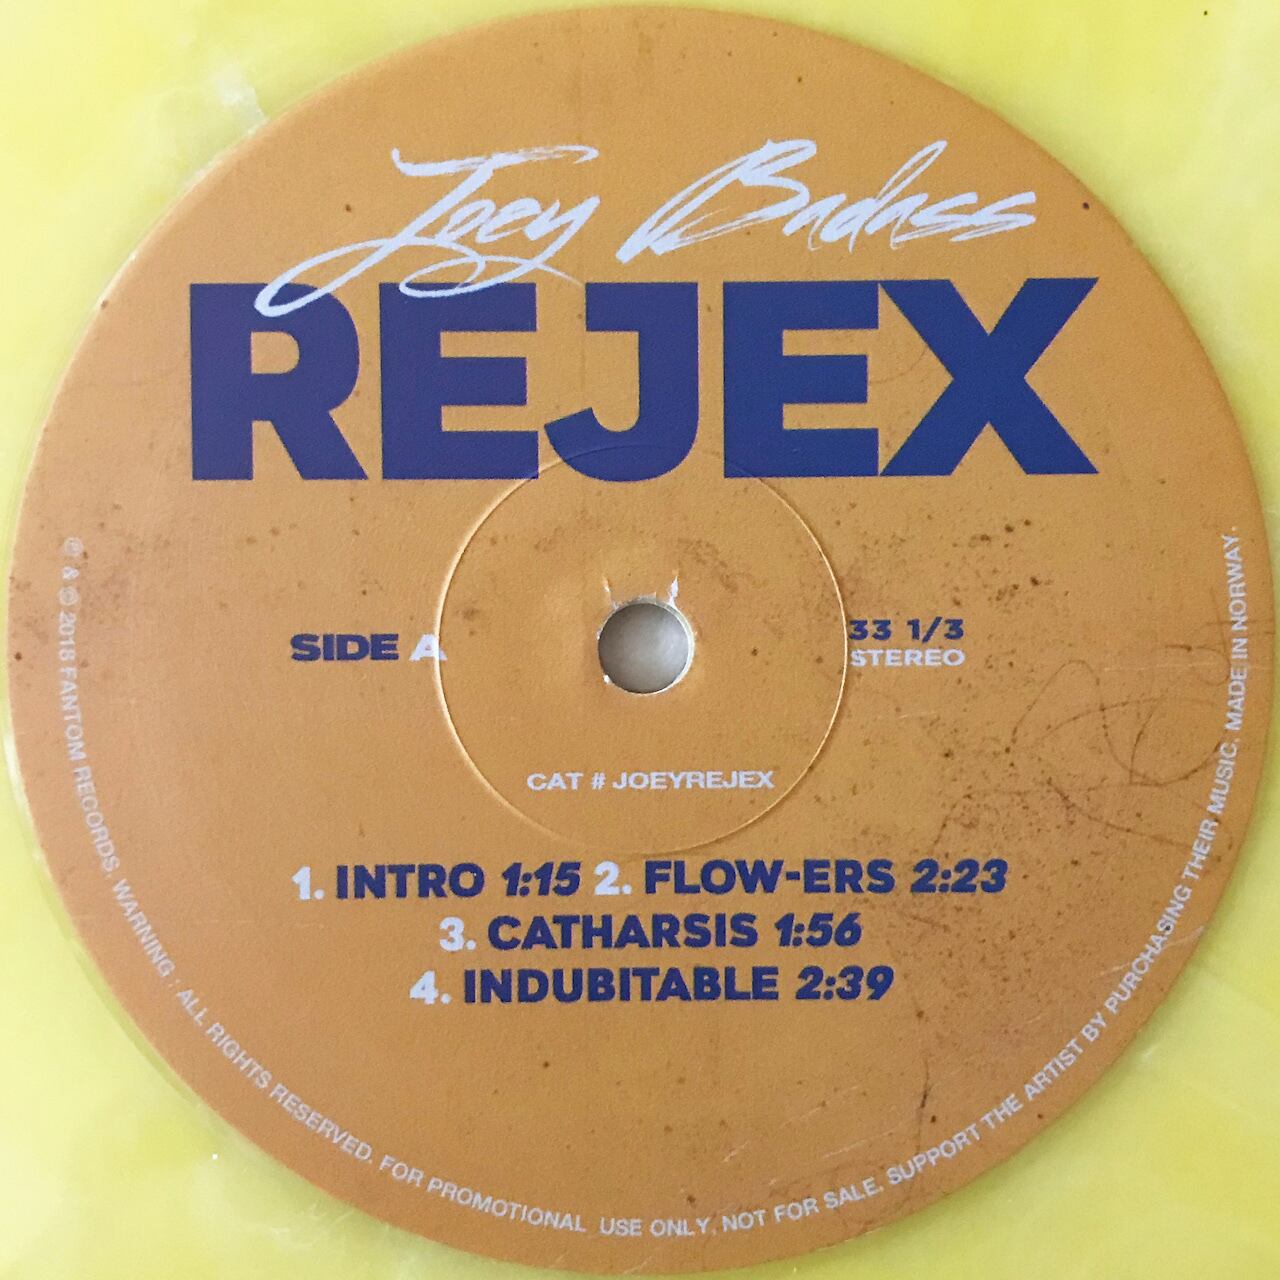 Joey Badass
REJEX
SIDE A
33 1/3
STEREO
CAT # JOEYREJEX
1. INTRO 1:15 2. FLOW-ERS 2:23
3. CATHARSIS 1:56
4. INDUBITABLE 2:39
℗ & © 2018 FANTOM RECORDS. WARNING : ALL RIGHTS RESERVED. FOR PROMOTIONAL USE ONLY, NOT FOR SALE. SUPPORT THE ARTIST BY PURCHASING THEIR MUSIC. MADE IN NORWAY.